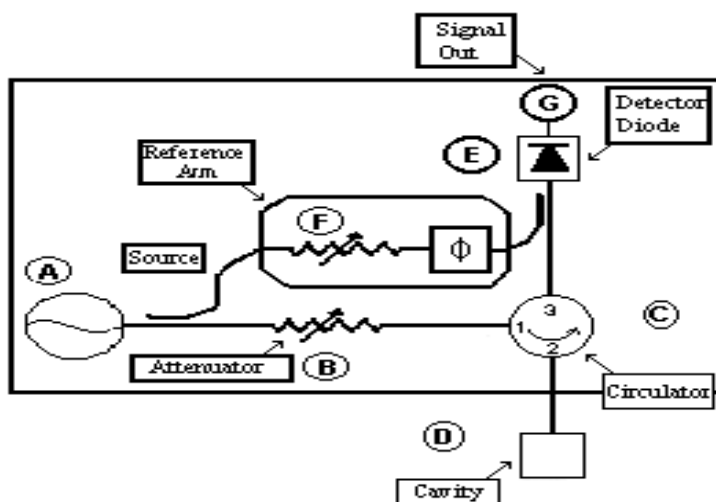 Signal
Out
G
Detector
Diode
E
Reference
Arm
F
Φ
Source
A
3
1
2
C
Attenuator
B
Circulator
D
Cavity